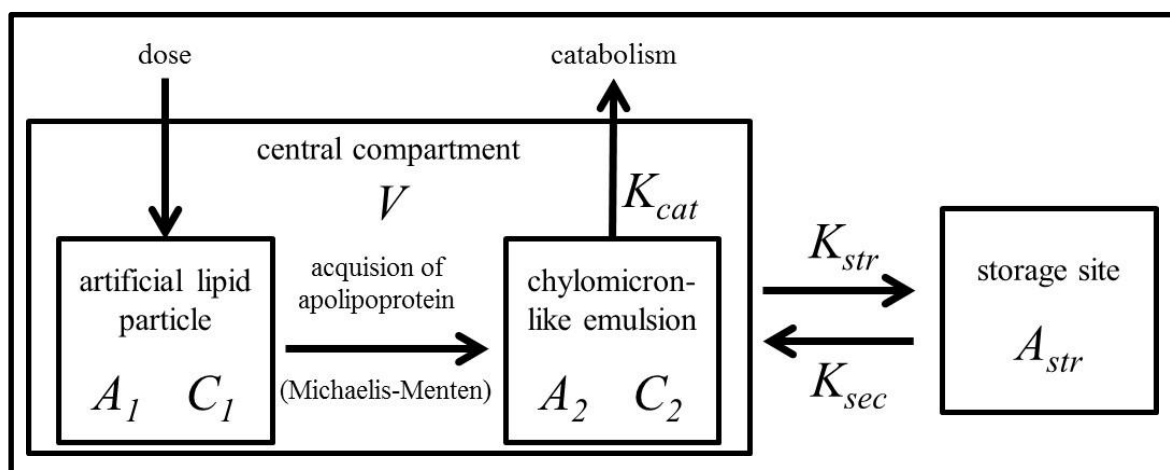 dose
catabolism
central compartment
V
K_cat
artificial lipid
particle
A_1 C_1
acquision of
apolipoprotein
(Michaelis-Menten)
chylomicron-
like emulsion
A_2 C_2
K_str
K_sec
storage site
A_str